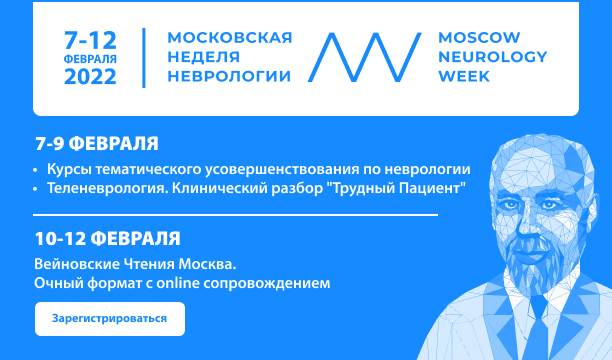 7-12
ФЕВРАЛЯ
2022
МОСКОВСКАЯ
НЕДЕЛЯ
НЕВРОЛОГИИ
MOSCOW
NEUROLOGY
WEEK
7-9 ФЕВРАЛЯ
• Курсы тематического усовершенствования по неврологии
• Теленеврология. Клинический разбор "Трудный Пациент"
10-12 ФЕВРАЛЯ
Вейновские Чтения Москва.
Очный формат с online сопровождением
Зарегистрироваться